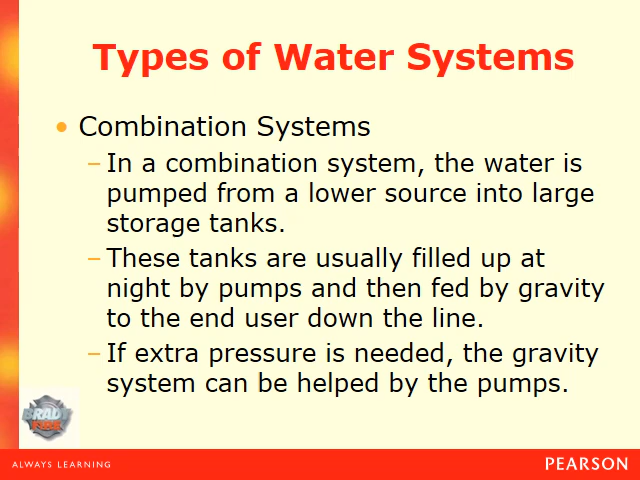 Types of Water Systems
• Combination Systems
– In a combination system, the water is
pumped from a lower source into large
storage tanks.
– These tanks are usually filled up at
night by pumps and then fed by gravity
to the end user down the line.
– If extra pressure is needed, the gravity
system can be helped by the pumps.
BRADY
FIRE
ALWAYS LEARNING
PEARSON